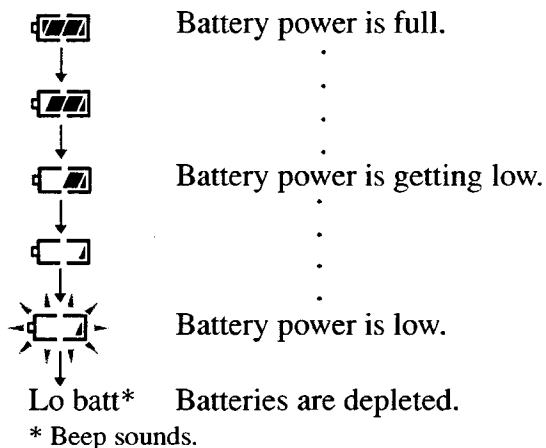 Battery power is full.
Battery power is getting low.
Battery power is low.
Lo batt* Batteries are depleted.
* Beep sounds.